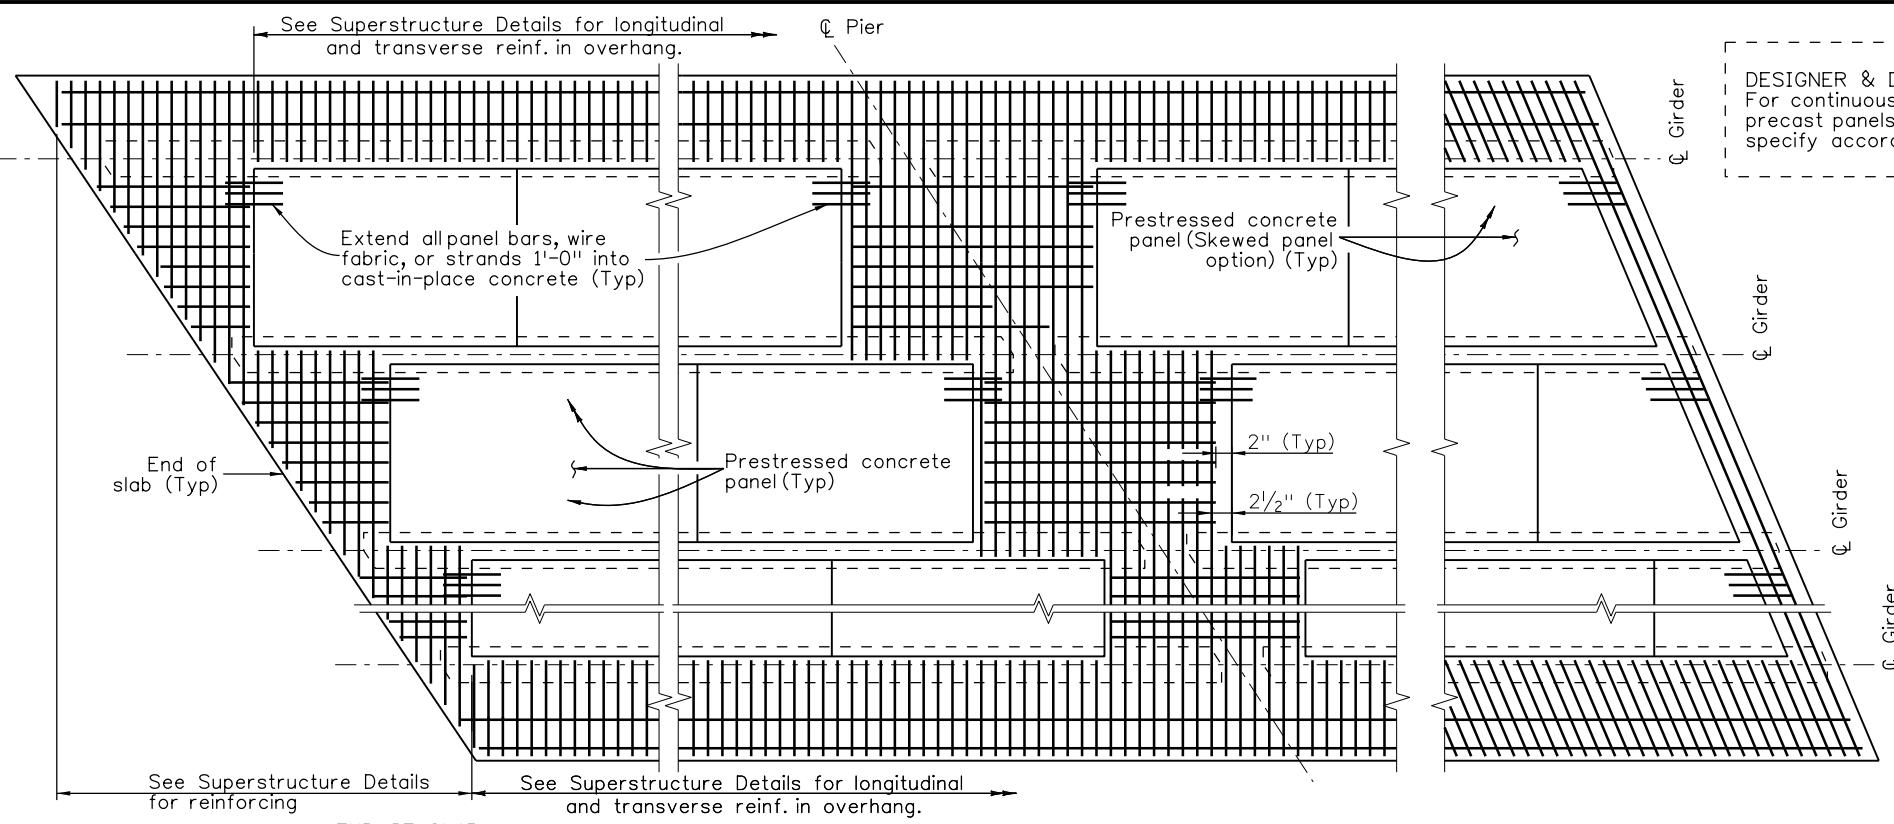 See Superstructure Details for longitudinal
and transverse reinf. in overhang.
℄ Pier
℄ Girder
DESIGNER &
For continuous
precast panels
specify
Extend all panel bars, wire
fabric, or strands 1'-0" into
cast-in-place concrete (Typ)
Prestressed concrete
panel (Skewed panel
option) (Typ)
℄ Girder
End of
slab (Typ)
Prestressed concrete
panel (Typ)
2" (Typ)
2½" (Typ)
℄ Girder
℄ Girder
See Superstructure Details
for reinforcing
See Superstructure Details for longitudinal
and transverse reinf. in overhang.